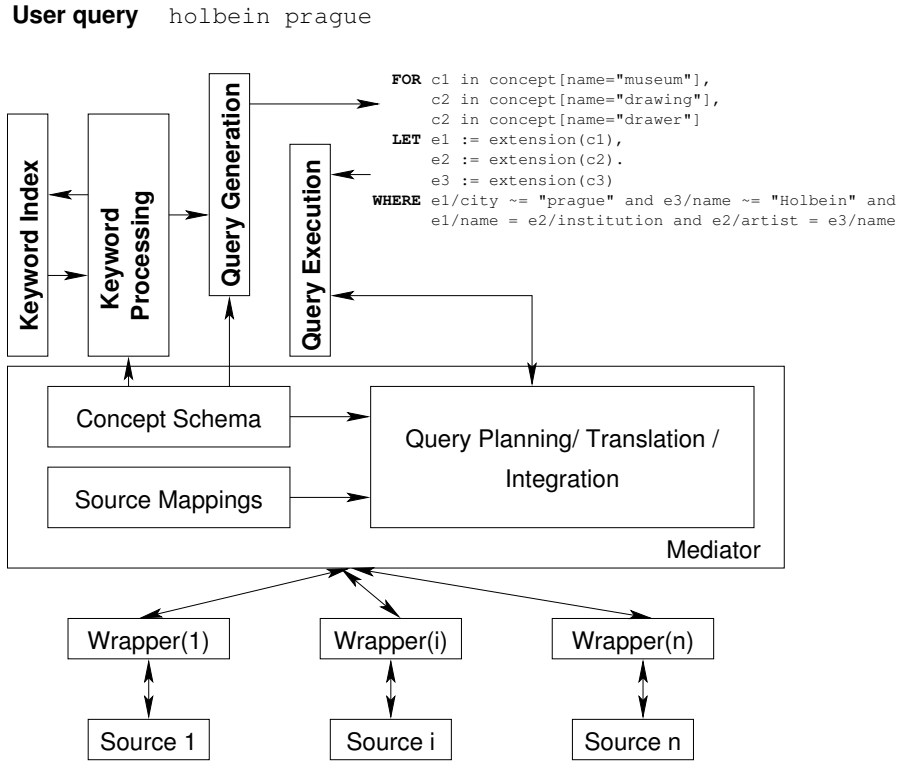 User query holbein prague
FOR c1 in concept[name="museum"],
c2 in concept[name="drawing"],
c2 in concept[name="drawer"]
LET e1 := extension(c1),
e2 := extension(c2).
e3 := extension(c3)
WHERE e1/city ~= "prague" and e3/name ~= "Holbein" and
e1/name = e2/institution and e2/artist = e3/name
Keyword Index
Keyword
Processing
Query Generation
Query Execution
Concept Schema
Source Mappings
Query Planning/ Translation /
Integration
Mediator
Wrapper(1)
Wrapper(i)
Wrapper(n)
Source 1
Source i
Source n